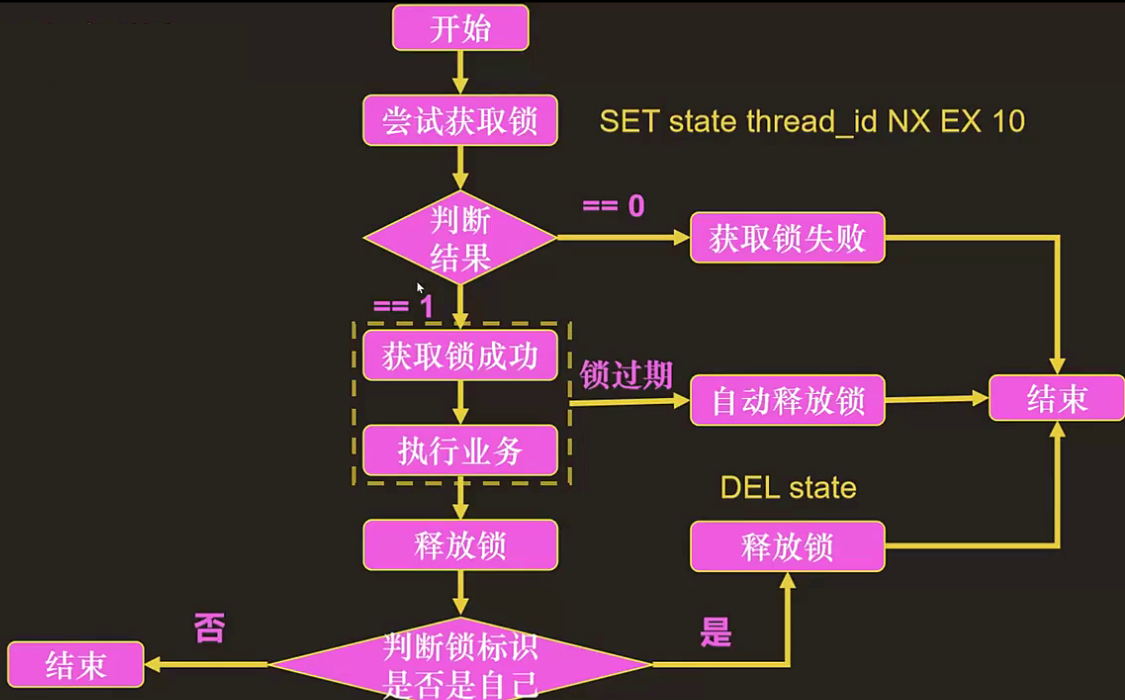 开始
尝试获取锁
SET state thread_id NX EX 10
判断
结果
== 0
获取锁失败
== 1
获取锁成功
锁过期
自动释放锁
结束
执行业务
DEL state
释放锁
释放锁
否
是
判断锁标识
是否是自己
结束